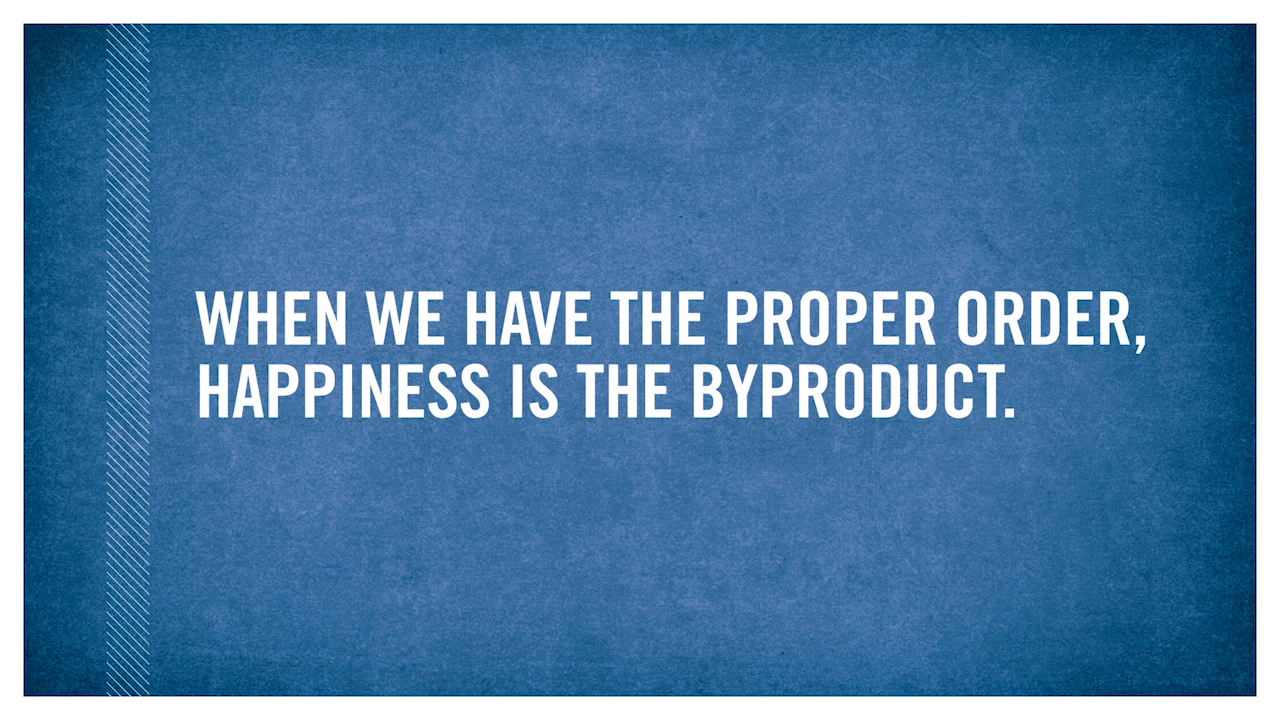 WHEN WE HAVE THE PROPER ORDER,
HAPPINESS IS THE BYPRODUCT.